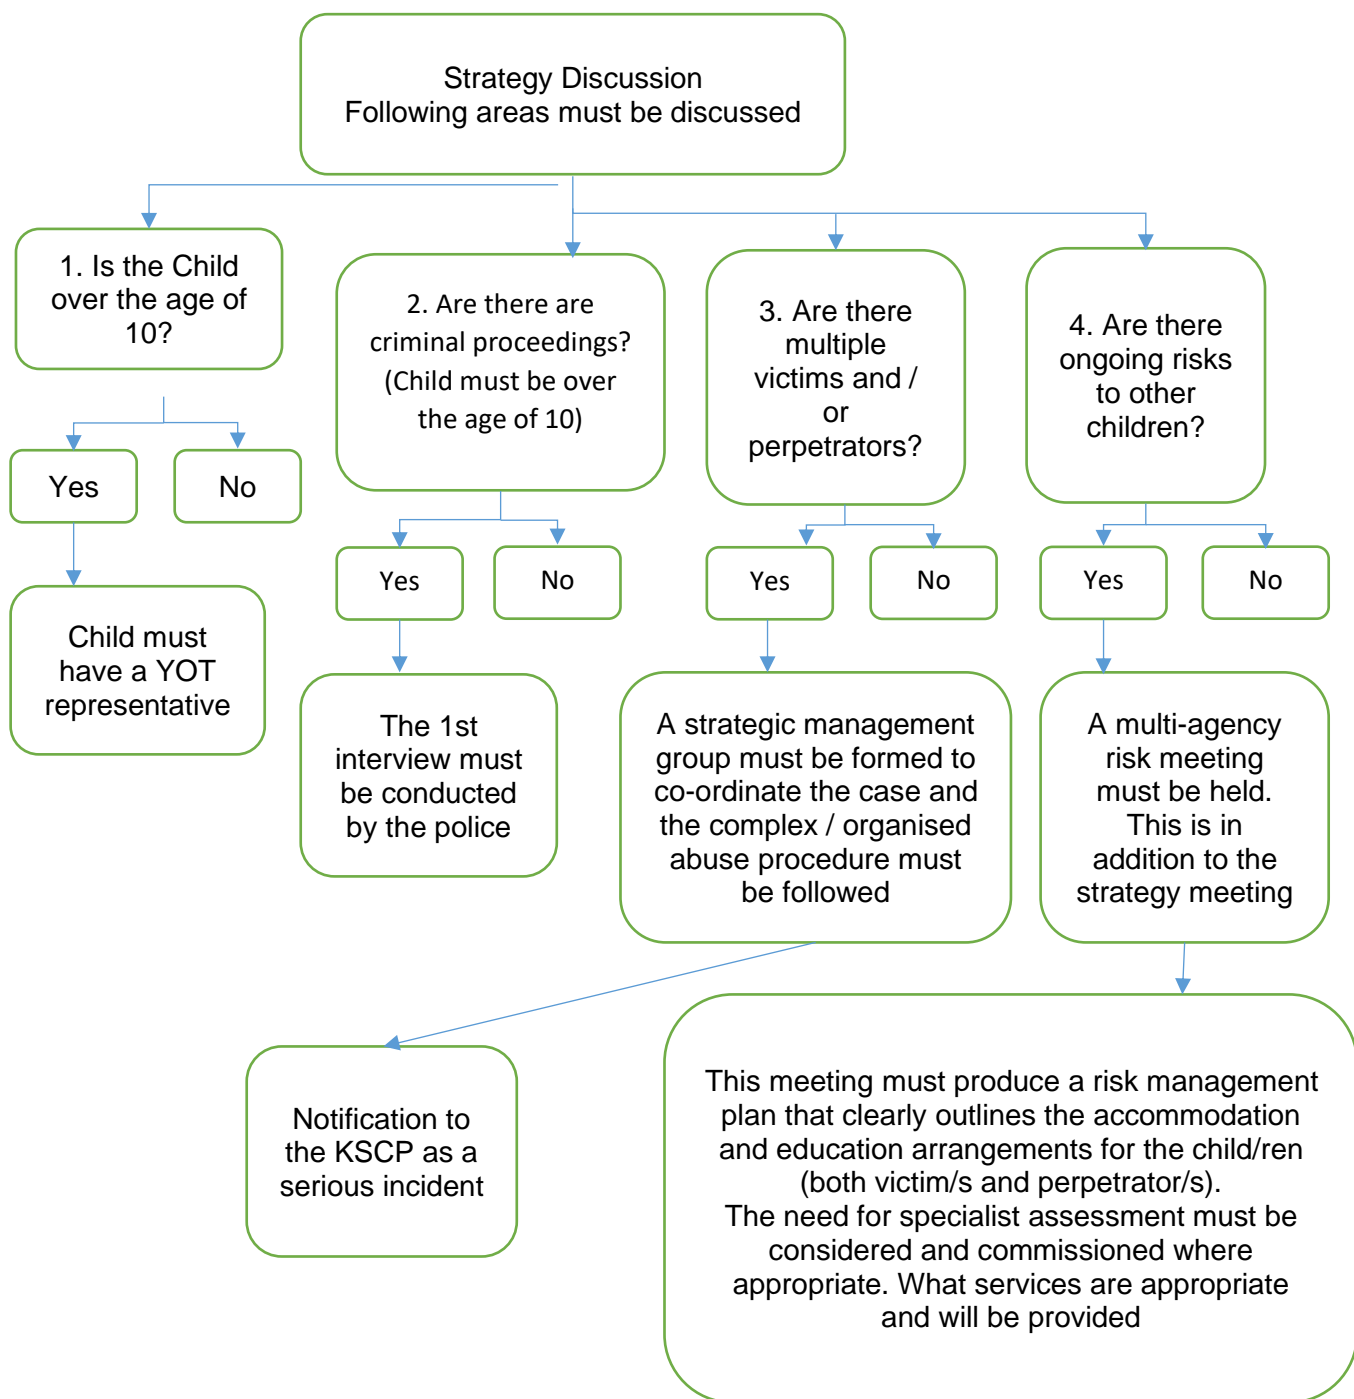 Strategy Discussion
Following areas must be discussed
1. Is the Child
over the age of
10?
Yes
No
Child must
have a YOT
representative
2. Are there are
criminal proceedings?
(Child must be over
the age of 10)
Yes
No
The 1st
interview must
be conducted
by the police
3. Are there
multiple
victims and /
or
perpetrators?
Yes
No
A strategic management
group must be formed to
co-ordinate the case and
the complex / organised
abuse procedure must
be followed
Notification to
the KSCP as a
serious incident
4. Are there
ongoing risks
to other
children?
Yes
No
A multi-agency
risk meeting
must be held.
This is in
addition to the
strategy meeting
This meeting must produce a risk management
plan that clearly outlines the accommodation
and education arrangements for the child/ren
(both victim/s and perpetrator/s).
The need for specialist assessment must be
considered and commissioned where
appropriate. What services are appropriate
and will be provided